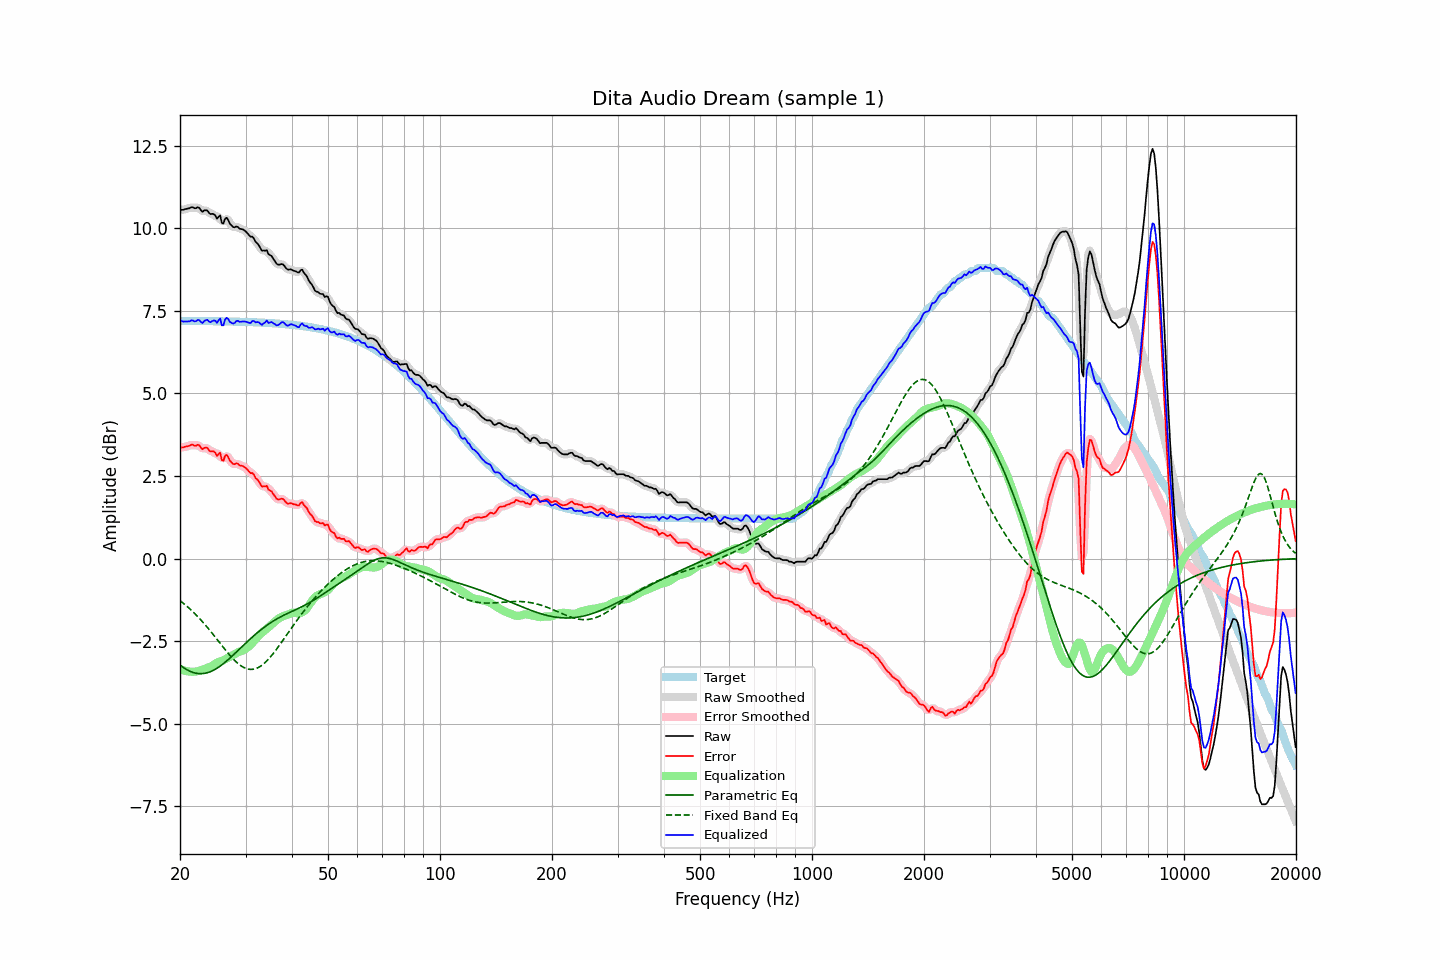 Dita Audio Dream (sample 1)
12.5
10.0
7.5
5.0
2.5
0.0
−2.5
−5.0
−7.5
Amplitude (dBr)
Target
Raw Smoothed
Error Smoothed
Raw
Error
Equalization
Parametric Eq
Fixed Band Eq
Equalized
20
50
100
200
500
1000
2000
5000
10000
20000
Frequency (Hz)